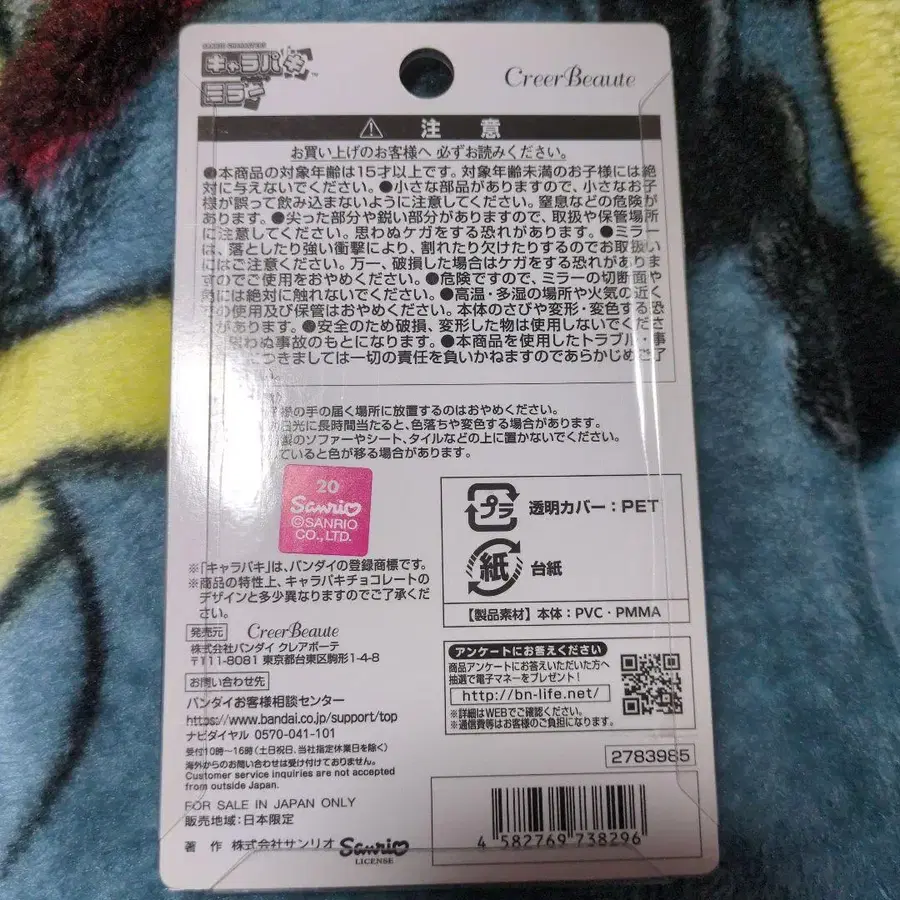 キャラパキ™
ミラー
CreerBeaute
⚠ 注意
お買い上げのお客様へ 必ずお読みください。
●本商品の対象年齢は15才以上です。対象年齢未満のお子様には絶
対に与えないでください。●小さな部品がありますので、小さなお子
様が誤って飲み込まないように注意してください。窒息などの危険が
あります。●尖った部分や鋭い部分がありますので、取扱や保管場所
に注意してください。思わぬケガをする恐れがあります。●ミラー
は、落としたり強い衝撃により、割れたり欠けたりするのでお取扱い
にはご注意ください。万一、破損した場合はケガをする恐れがありま
すのでご使用をおやめください。●危険ですので、ミラーの切断面や
角には絶対に触れないでください。●高温・多湿の場所や火気の近く
での使用及び保管はおやめください。本体のさびや変形・変色する恐
があります。●安全のため破損、変形した物は使用しないでくださ
思わぬ事故のもとになります。●本商品を使用したトラブル・事
につきましては一切の責任を負いかねますのであらかじめご了
様の手の届く場所に放置するのはおやめください。
日光に長時間当たると、色落ちや変色する場合があります。
製のソファーやシート、タイルなどの上に置かないでください。
していると色が移る場合があります。
20
Sanrio
©SANRIO
CO., LTD.
プラ 透明カバー：PET
紙 台紙
【製品素材】本体：PVC・PMMA
※「キャラパキ」は、バンダイの登録商標です。
※商品の特性上、キャラパキチョコレートの
デザインと多少異なりますのでご了承くだ
さい。
発売元 CreerBeaute
株式会社バンダイ クレアボーテ
〒111-8081 東京都台東区駒形1-4-8
お問い合わせ先
バンダイお客様相談センター
https://www.bandai.co.jp/support/top
ナビダイヤル 0570-041-101
受付10時〜16時（土日祝日、当社指定休業日を除く）
海外からのお問い合わせは受け付けておりません。
Customer service inquiries are not accepted
from outside Japan.
FOR SALE IN JAPAN ONLY
販売地域：日本限定
著 作 株式会社サンリオ Sanrio
LICENSE
アンケートにお答えください
商品アンケートにお答えいただいた方へ
抽選で電子マネーをプレゼント！
http://bn-life.net/
※詳細はWEBでご確認ください。
※通信費等はお客様のご負担になります。
2783985
4 582769 738296